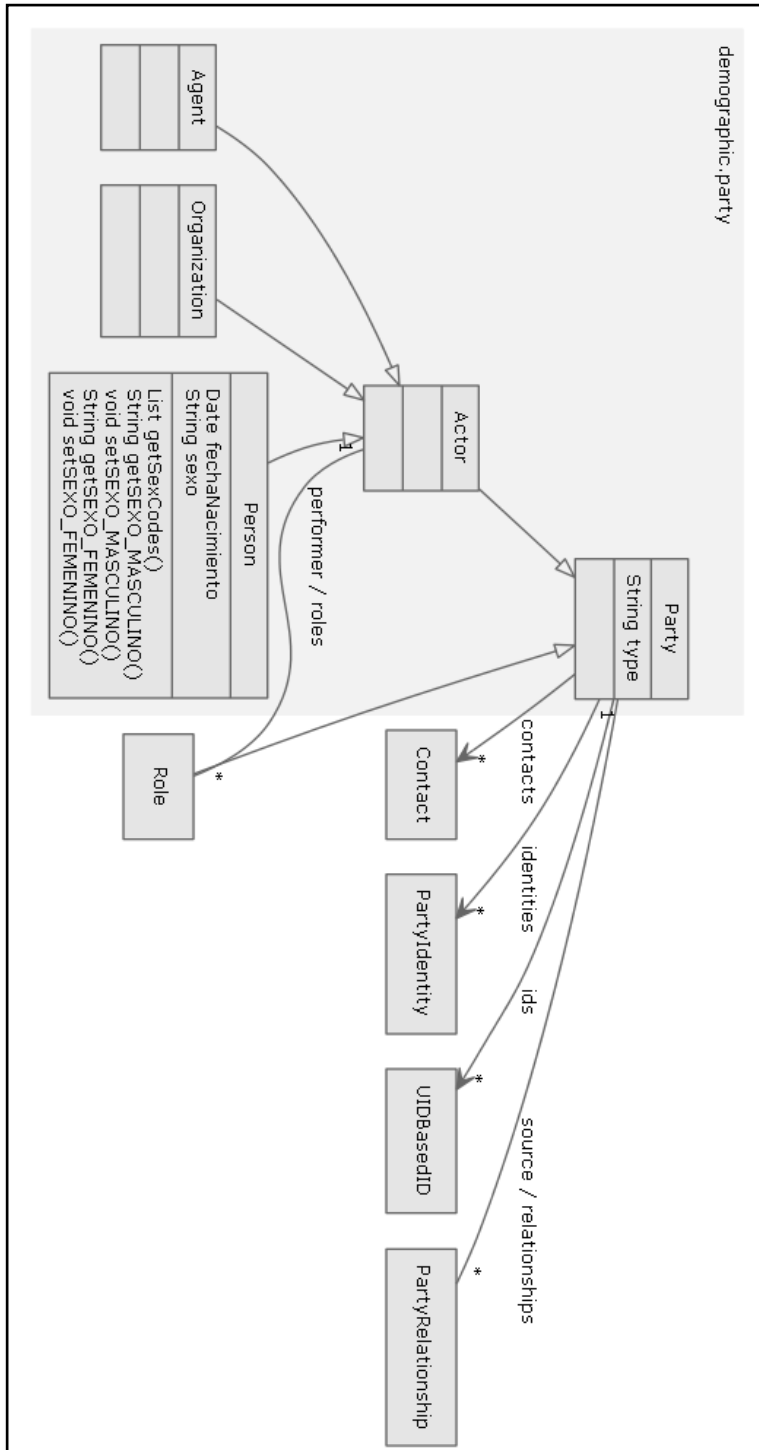 demographic.party
Party
String type
1
contacts
identities
ids
source / relationships
Actor
1
performer / roles
*
*
*
*
Contact
PartyIdentity
UIDBasedID
PartyRelationship
Agent
Organization
Person
Date fechaNacimiento
String sexo
List getSexCodes()
String getSEXO_MASCULINO()
void setSEXO_MASCULINO()
String getSEXO_FEMENINO()
void setSEXO_FEMENINO()
*
Role